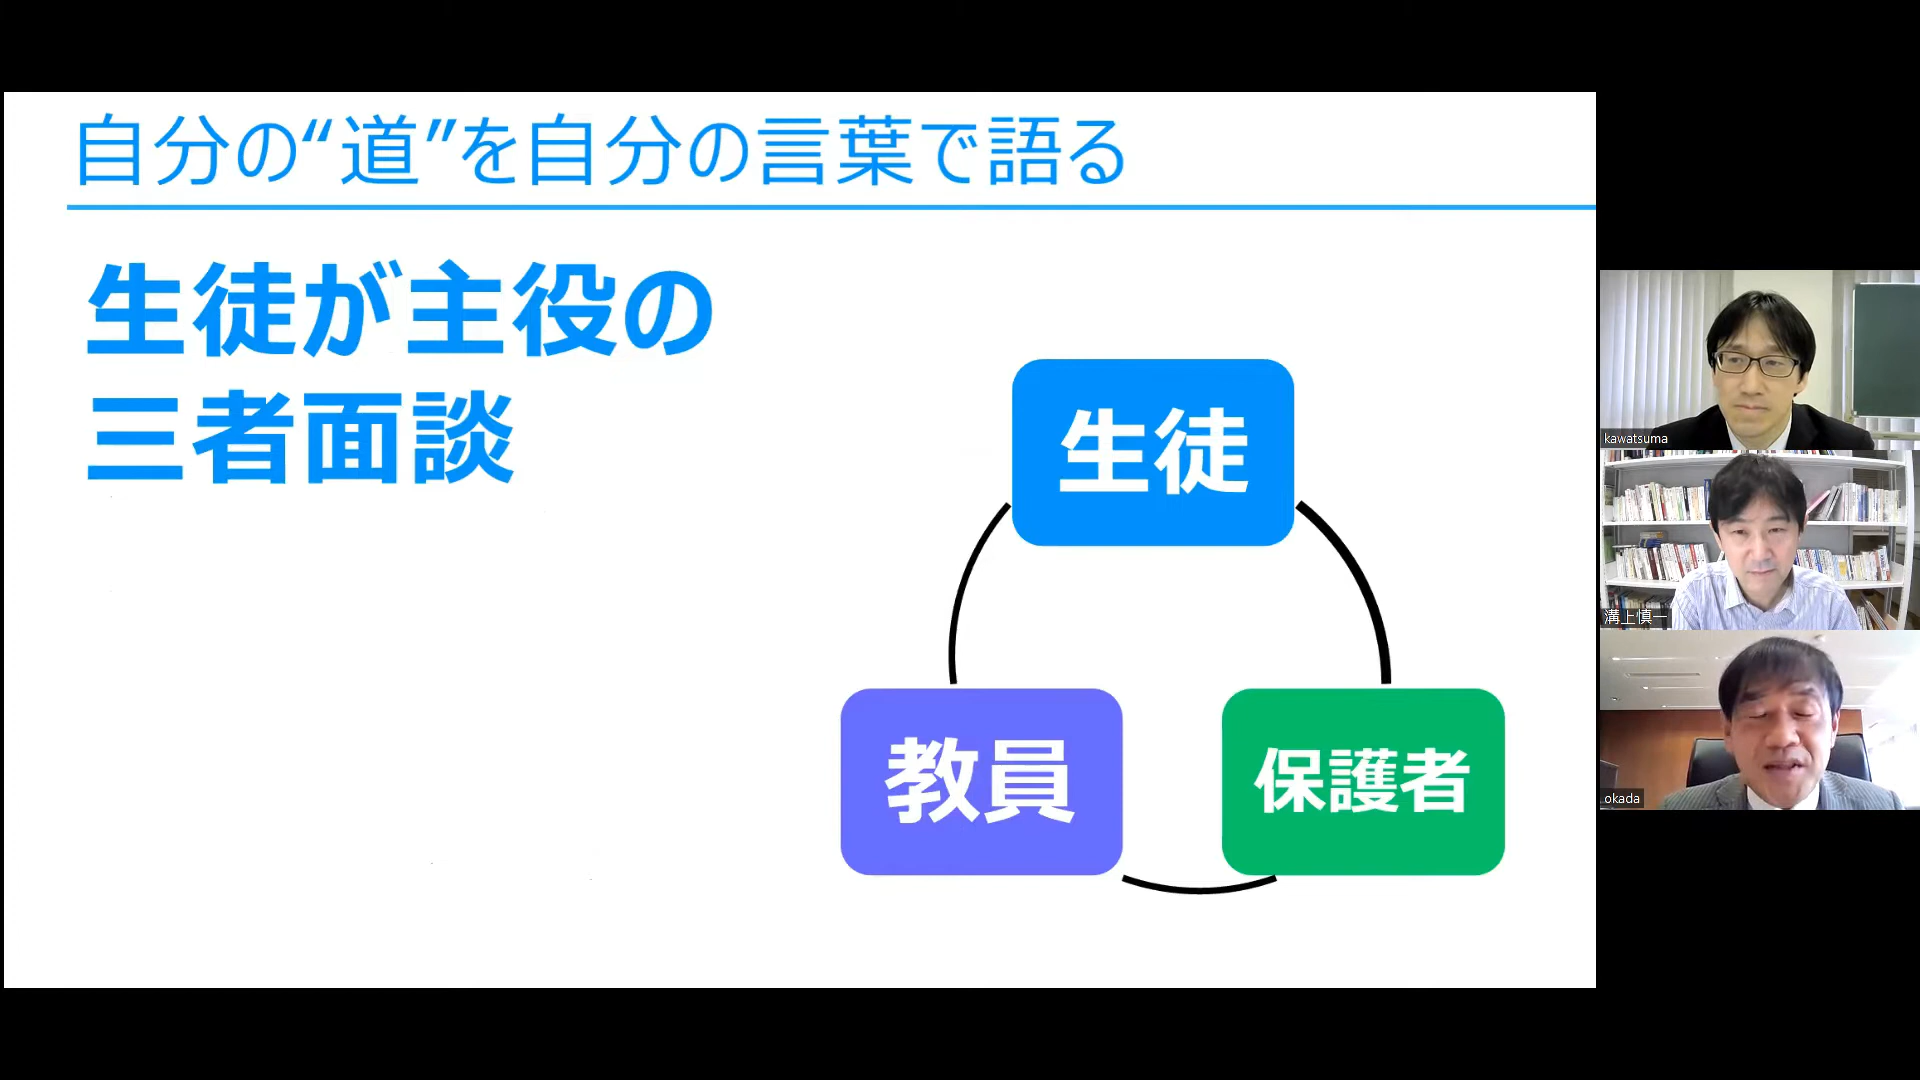 自分の“道”を自分の言葉で語る
生徒が主役の
三者面談
生徒
教員
保護者
kawatsuma
溝上慎一
okada